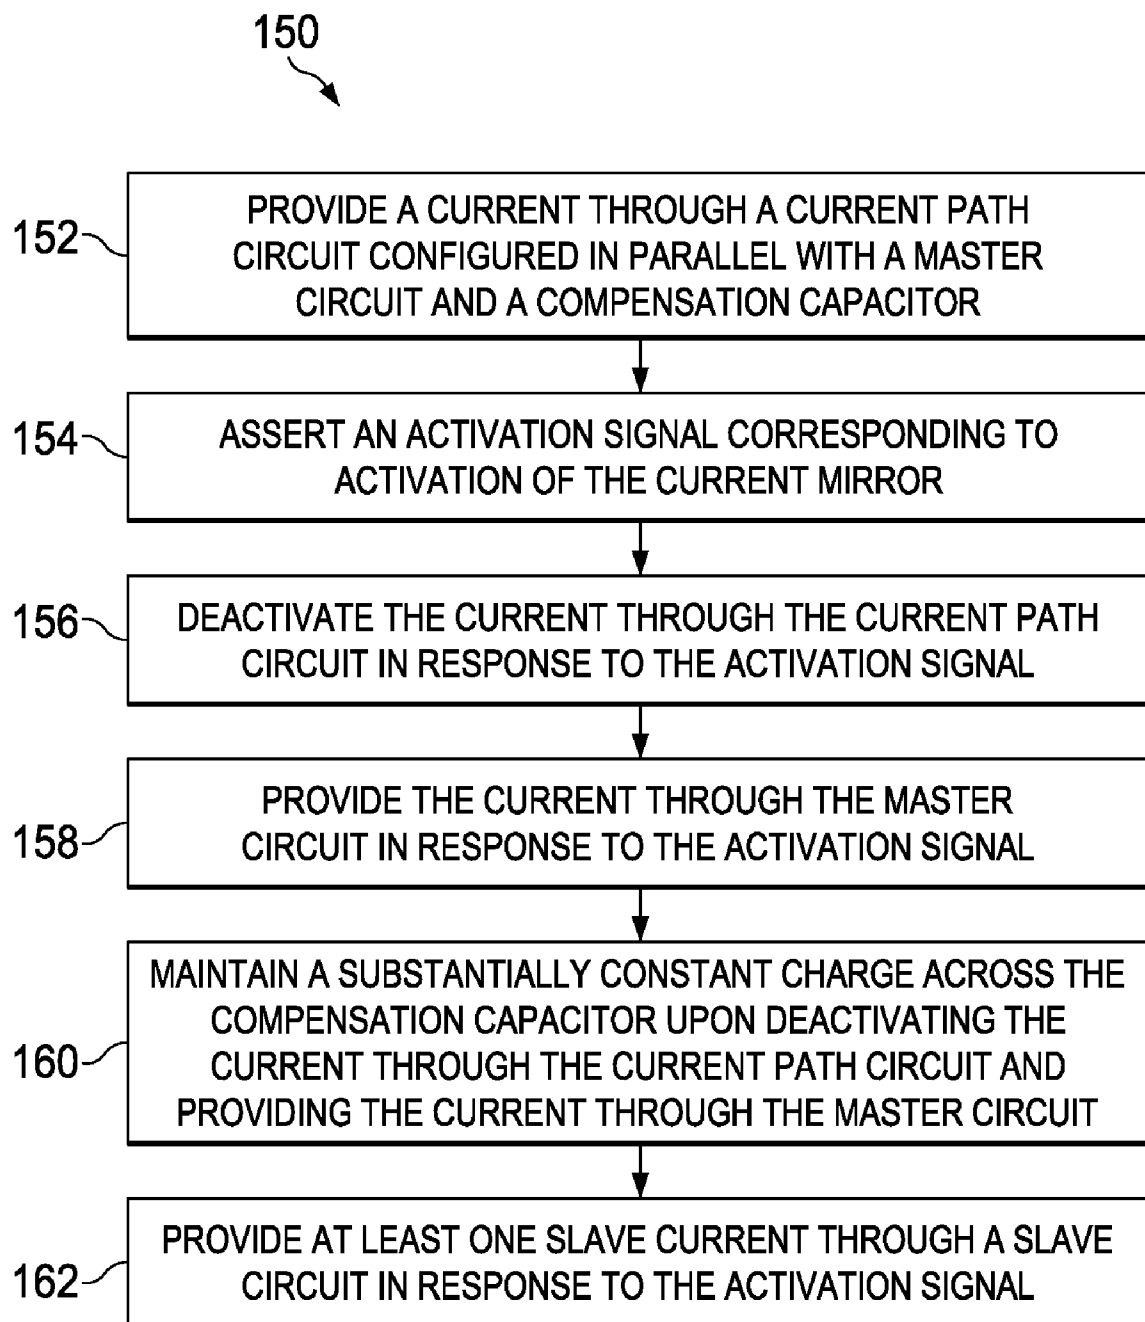 150
152
PROVIDE A CURRENT THROUGH A CURRENT PATH
CIRCUIT CONFIGURED IN PARALLEL WITH A MASTER
CIRCUIT AND A COMPENSATION CAPACITOR
154
ASSERT AN ACTIVATION SIGNAL CORRESPONDING TO
ACTIVATION OF THE CURRENT MIRROR
156
DEACTIVATE THE CURRENT THROUGH THE CURRENT PATH
CIRCUIT IN RESPONSE TO THE ACTIVATION SIGNAL
158
PROVIDE THE CURRENT THROUGH THE MASTER
CIRCUIT IN RESPONSE TO THE ACTIVATION SIGNAL
160
MAINTAIN A SUBSTANTIALLY CONSTANT CHARGE ACROSS THE
COMPENSATION CAPACITOR UPON DEACTIVATING THE
CURRENT THROUGH THE CURRENT PATH CIRCUIT AND
PROVIDING THE CURRENT THROUGH THE MASTER CIRCUIT
162
PROVIDE AT LEAST ONE SLAVE CURRENT THROUGH A SLAVE
CIRCUIT IN RESPONSE TO THE ACTIVATION SIGNAL